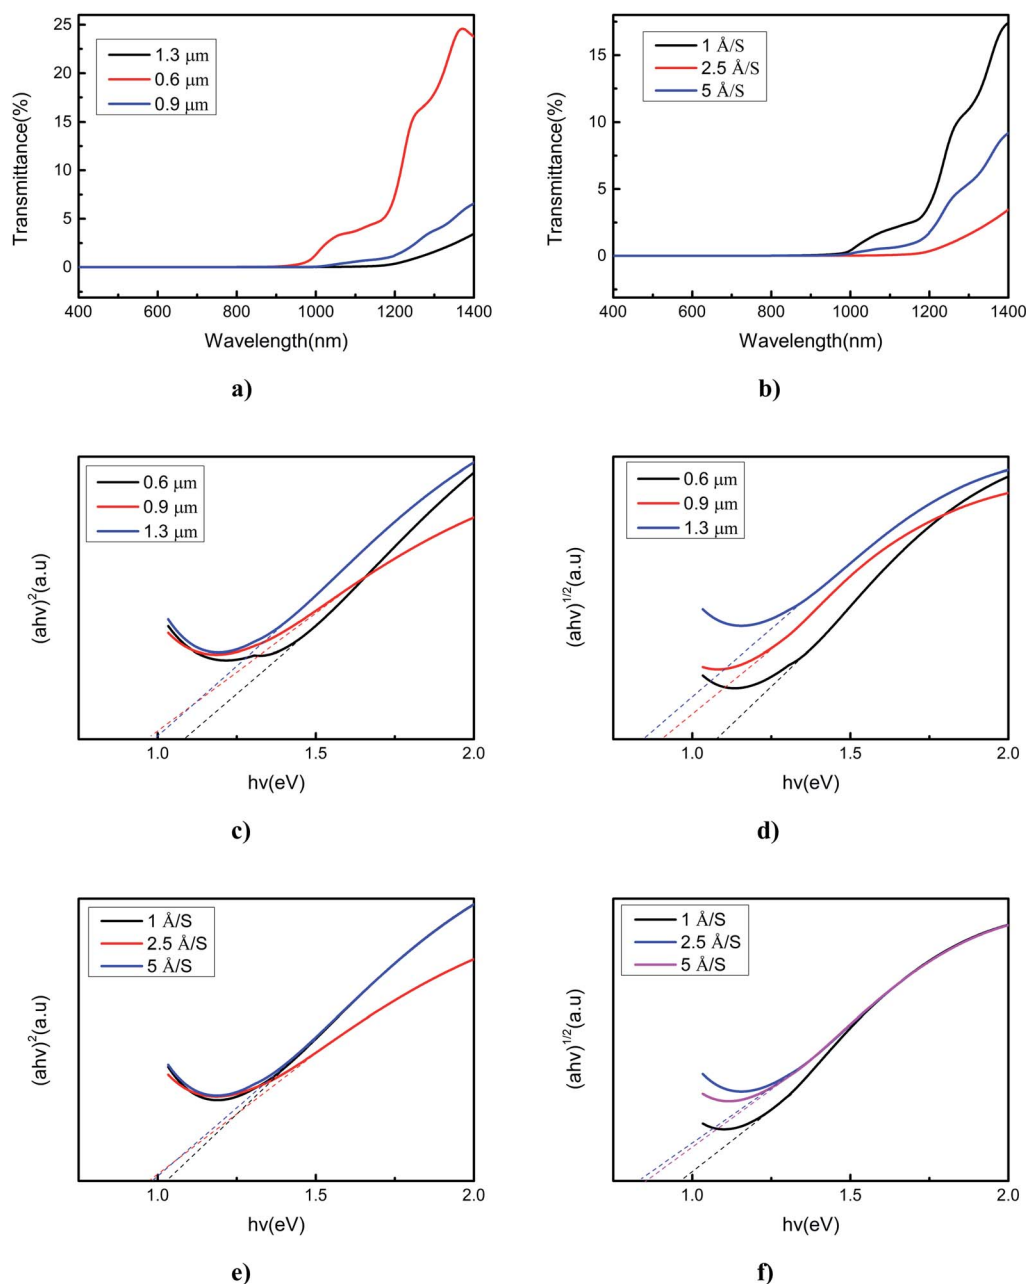 25
20
15
10
5
0
Transmittance(%)
1.3 μm
0.6 μm
0.9 μm
400 600 800 1000 1200 1400
Wavelength(nm)
a)
15
10
5
0
Transmittance(%)
1 Å/S
2.5 Å/S
5 Å/S
400 600 800 1000 1200 1400
Wavelength(nm)
b)
(ahv)²(a.u)
0.6 μm
0.9 μm
1.3 μm
1.0 1.5 2.0
hv(eV)
c)
(ahv)^1/2(a.u)
0.6 μm
0.9 μm
1.3 μm
1.0 1.5 2.0
hv(eV)
d)
(ahv)²(a.u)
1 Å/S
2.5 Å/S
5 Å/S
1.0 1.5 2.0
hv(eV)
e)
(ahv)^1/2(a.u)
1 Å/S
2.5 Å/S
5 Å/S
1.0 1.5 2.0
hv(eV)
f)